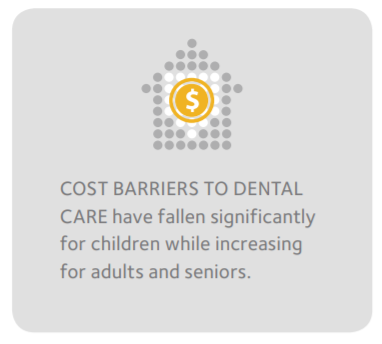 $
COST BARRIERS TO DENTAL
CARE have fallen significantly
for children while increasing
for adults and seniors.